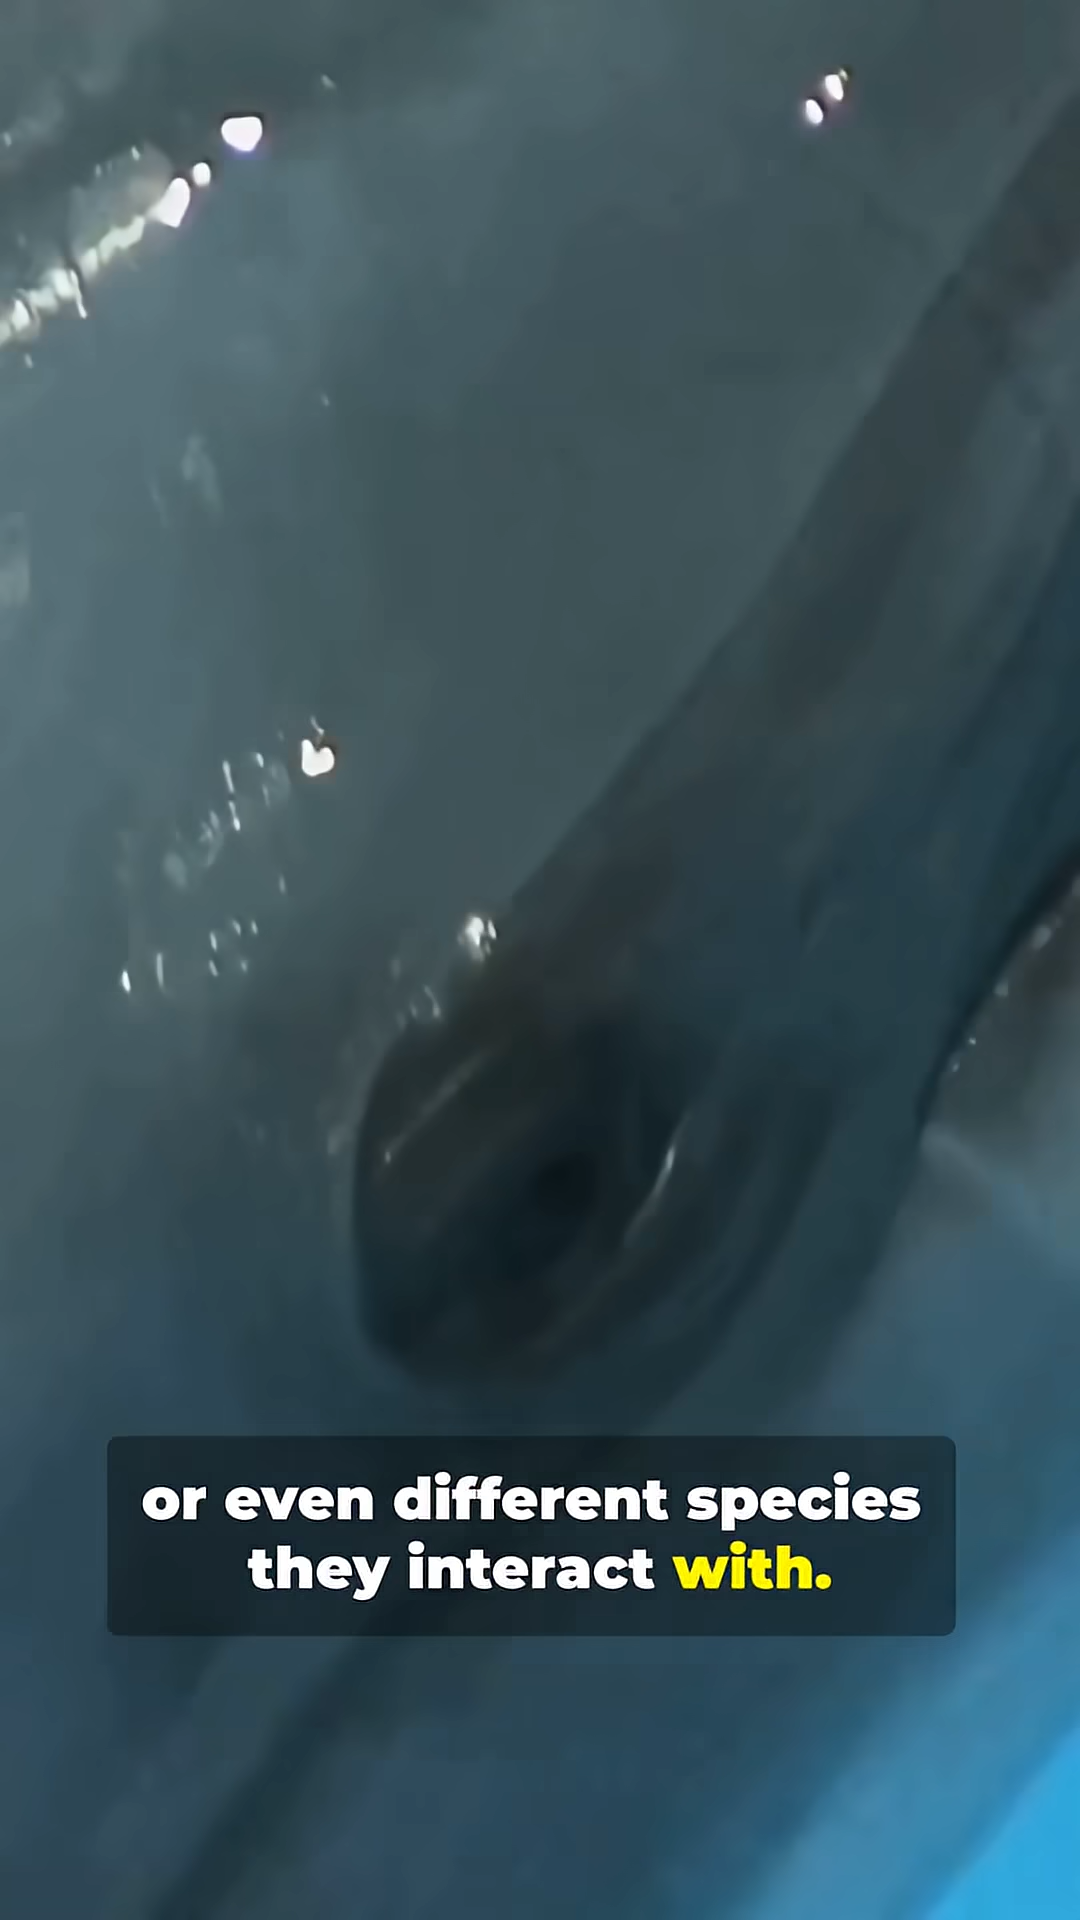 or even different species
they interact with.